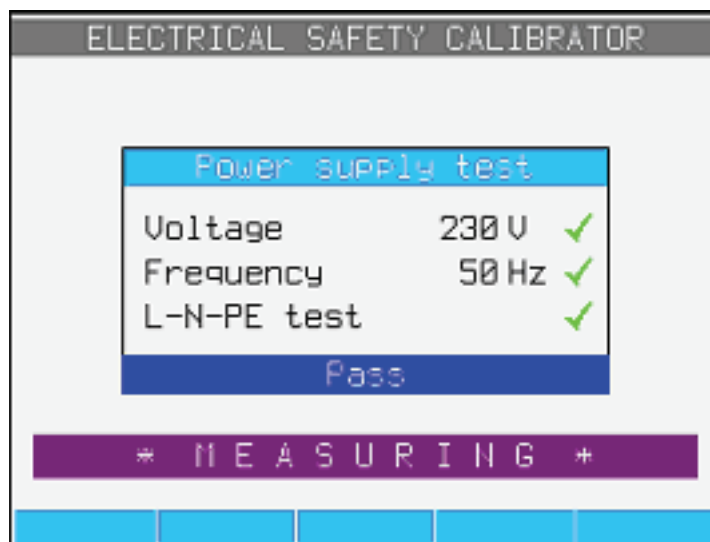 ELECTRICAL SAFETY CALIBRATOR
Power supply test
Voltage 230 V ✓
Frequency 50 Hz ✓
L-N-PE test ✓
Pass
* M E A S U R I N G *